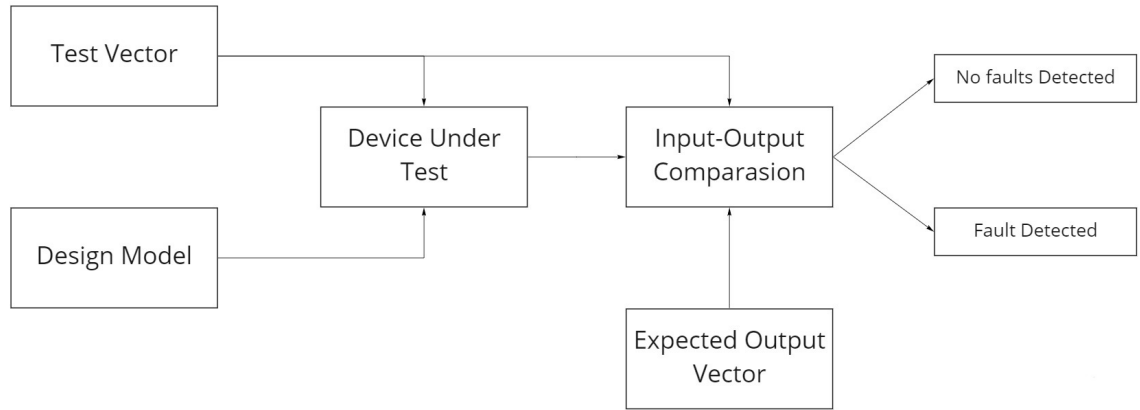 Test Vector
No faults Detected
Device Under
Test
Input-Output
Comparasion
Design Model
Fault Detected
Expected Output
Vector